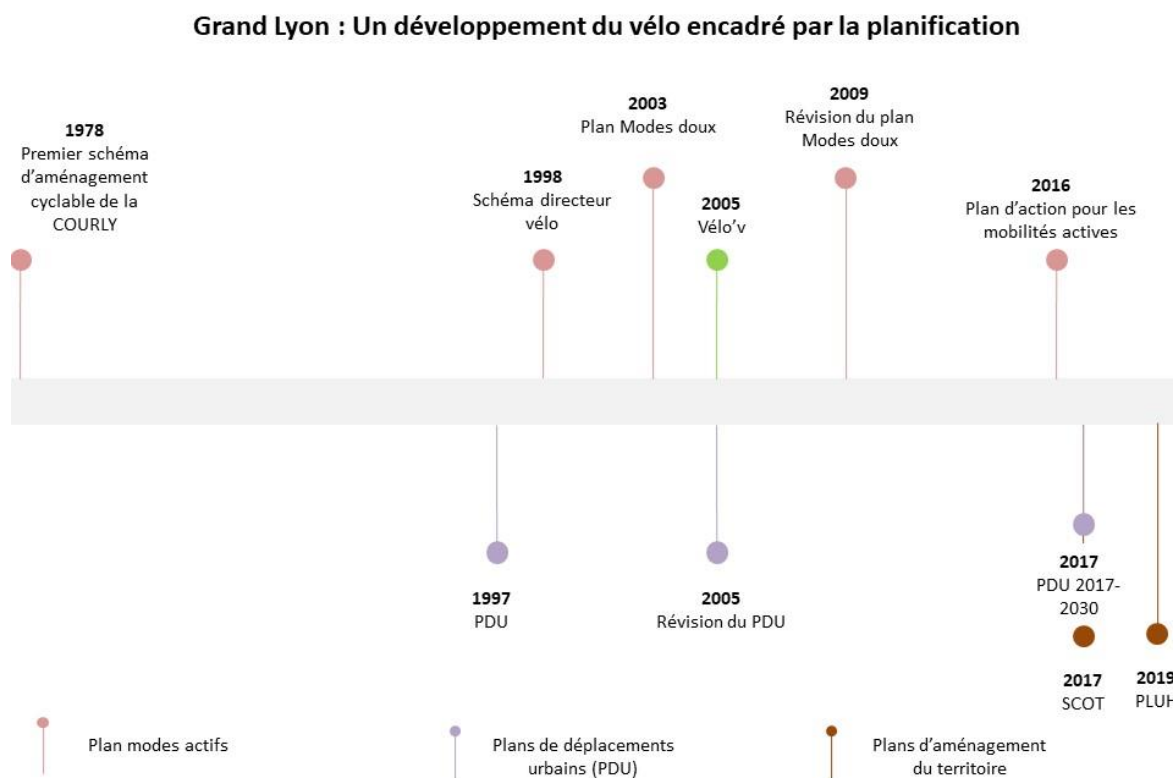 Grand Lyon : Un développement du vélo encadré par la planification
1978
Premier schéma
d'aménagement
cyclable de la
COURLY
1998
Schéma directeur
vélo
2003
Plan Modes doux
2005
Vélo'v
2009
Révision du plan
Modes doux
2016
Plan d'action pour les
mobilités actives
1997
PDU
2005
Révision du PDU
2017
PDU 2017-
2030
2017
SCOT
2019
PLUH
Plan modes actifs
Plans de déplacements
urbains (PDU)
Plans d'aménagement
du territoire